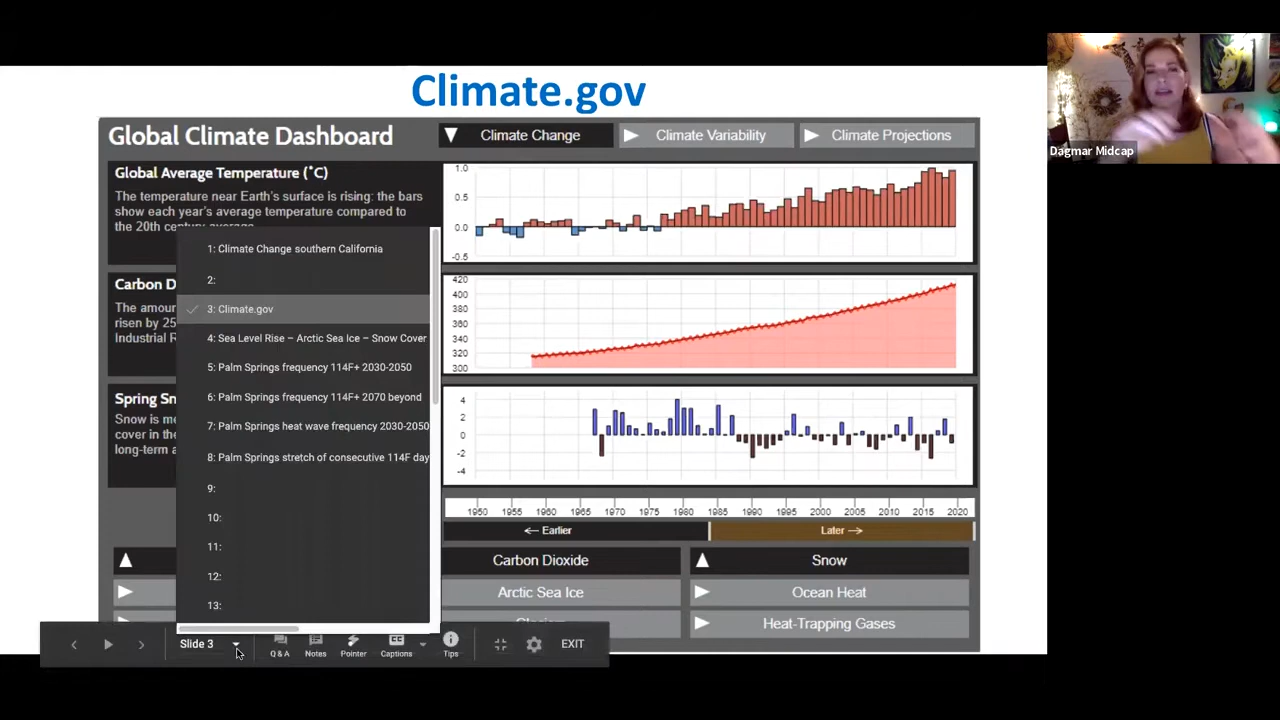 Climate.gov
Dagmar Midcap
Global Climate Dashboard
Climate Change
Climate Variability
Climate Projections
Global Average Temperature (°C)
The temperature near Earth's surface is rising: the bars
show each year's average temperature compared to
the 20th century average
1.0
0.5
0.0
-0.5
Carbon D
The amour
risen by 25
Industrial R
420
400
380
360
340
320
300
Spring Sn
Snow is me
cover in the
long-term a
4
2
0
-2
-4
1: Climate Change southern California
2:
3: Climate.gov
4: Sea Level Rise – Arctic Sea Ice – Snow Cover
5: Palm Springs frequency 114F+ 2030-2050
6: Palm Springs frequency 114F+ 2070 beyond
7: Palm Springs heat wave frequency 2030-2050
8: Palm Springs stretch of consecutive 114F day
9:
10:
11:
12:
13:
1950 1955 1960 1965 1970 1975 1980 1985 1990 1995 2000 2005 2010 2015 2020
← Earlier
Later →
Carbon Dioxide
Snow
Arctic Sea Ice
Ocean Heat
Heat-Trapping Gases
Slide 3
Q & A
Notes
Pointer
Captions
Tips
EXIT